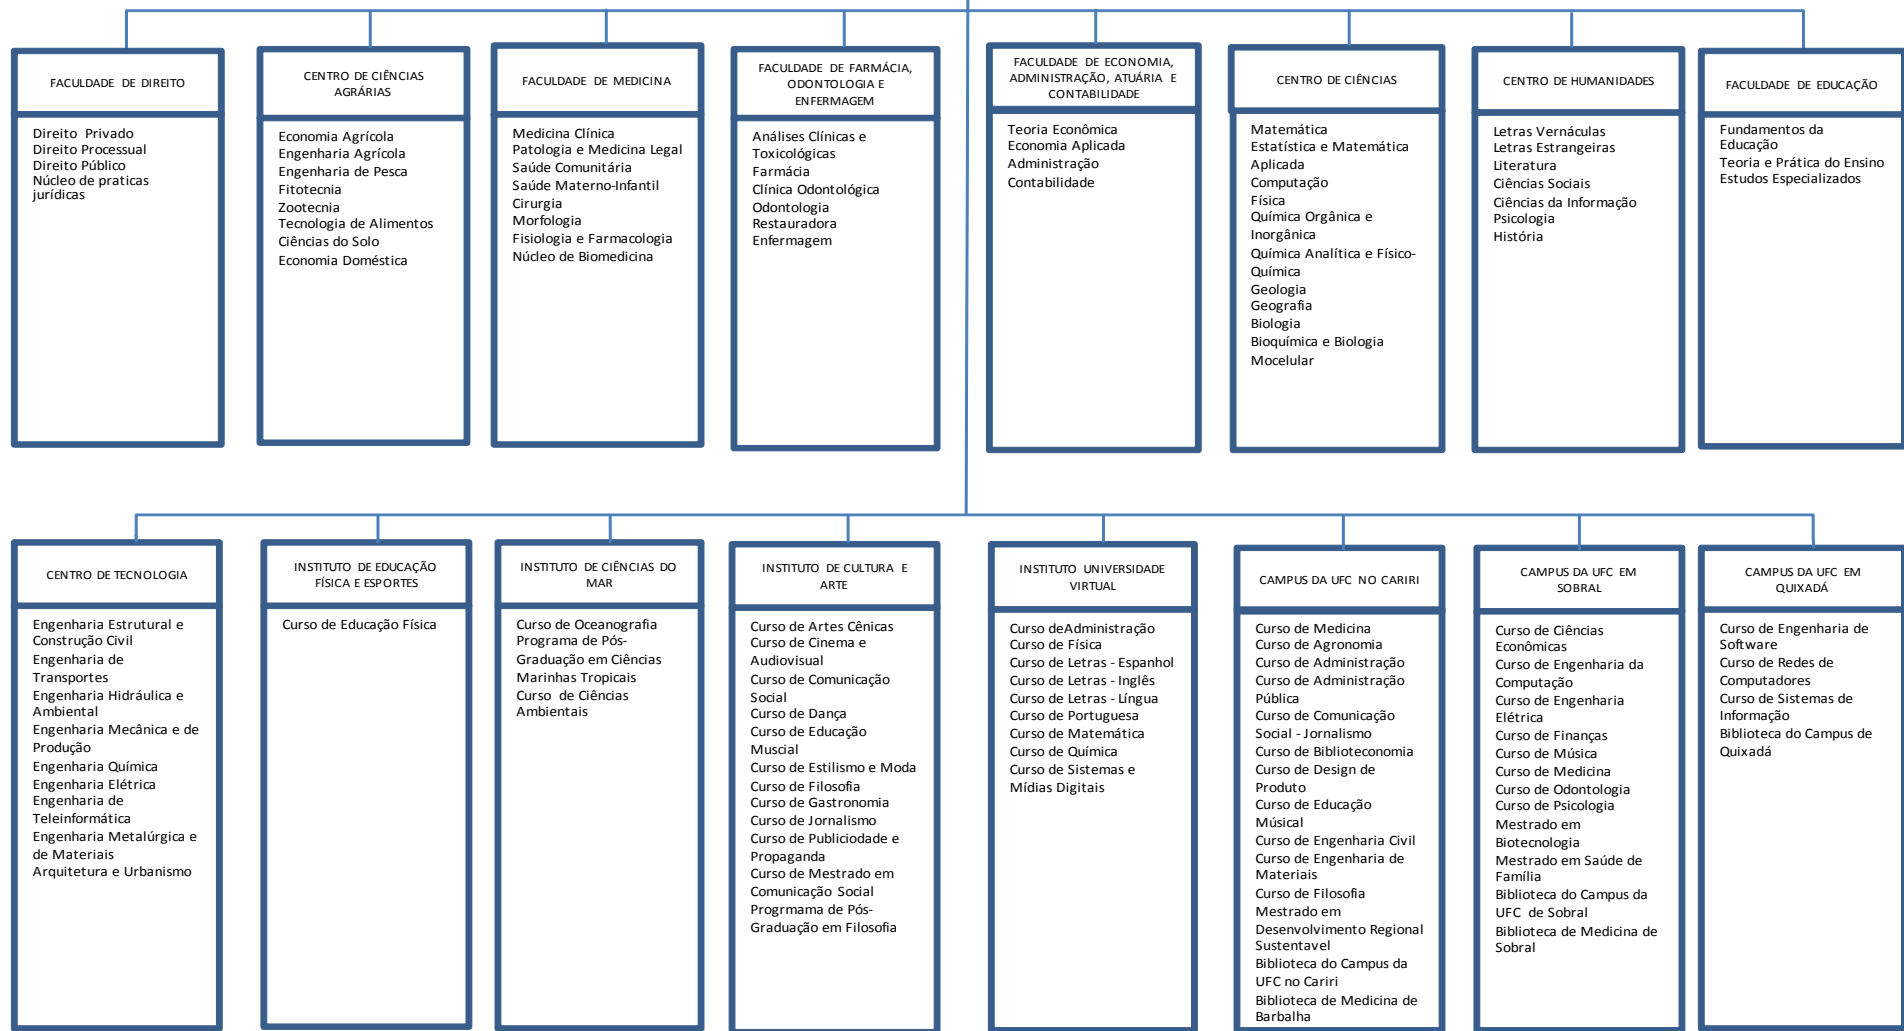 FACULDADE DE DIREITO
Direito Privado
Direito Processual
Direito Público
Núcleo de praticas
jurídicas
CENTRO DE CIÊNCIAS
AGRÁRIAS
Economia Agrícola
Engenharia Agrícola
Engenharia de Pesca
Fitotecnia
Zootecnia
Tecnologia de Alimentos
Ciências do Solo
Economia Doméstica
FACULDADE DE MEDICINA
Medicina Clínica
Patologia e Medicina Legal
Saúde Comunitária
Saúde Materno-Infantil
Cirurgia
Morfologia
Fisiologia e Farmacologia
Núcleo de Biomedicina
FACULDADE DE FARMÁCIA,
ODONTOLOGIA E
ENFERMAGEM
Análises Clínicas e
Toxicológicas
Farmácia
Clínica Odontológica
Odontologia
Restauradora
Enfermagem
FACULDADE DE ECONOMIA,
ADMINISTRAÇÃO, ATUÁRIA E
CONTABILIDADE
Teoria Econômica
Economia Aplicada
Administração
Contabilidade
CENTRO DE CIÊNCIAS
Matemática
Estatística e Matemática
Aplicada
Computação
Física
Química Orgânica e
Inorgânica
Química Analítica e Físico-
Química
Geologia
Geografia
Biologia
Bioquímica e Biologia
Mocelular
CENTRO DE HUMANIDADES
Letras Vernáculas
Letras Estrangeiras
Literatura
Ciências Sociais
Ciências da Informação
Psicologia
História
FACULDADE DE EDUCAÇÃO
Fundamentos da
Educação
Teoria e Prática do Ensino
Estudos Especializados
CENTRO DE TECNOLOGIA
Engenharia Estrutural e
Construção Civil
Engenharia de
Transportes
Engenharia Hidráulica e
Ambiental
Engenharia Mecânica e de
Produção
Engenharia Química
Engenharia Elétrica
Engenharia de
Teleinformática
Engenharia Metalúrgica e
de Materiais
Arquitetura e Urbanismo
INSTITUTO DE EDUCAÇÃO
FÍSICA E ESPORTES
Curso de Educação Física
INSTITUTO DE CIÊNCIAS DO
MAR
Curso de Oceanografia
Programa de Pós-
Graduação em Ciências
Marinhas Tropicais
Curso de Ciências
Ambientais
INSTITUTO DE CULTURA E
ARTE
Curso de Artes Cênicas
Curso de Cinema e
Audiovisual
Curso de Comunicação
Social
Curso de Dança
Curso de Educação
Muscial
Curso de Estilismo e Moda
Curso de Filosofia
Curso de Gastronomia
Curso de Jornalismo
Curso de Publiciodade e
Propaganda
Curso de Mestrado em
Comunicação Social
Progrmama de Pós-
Graduação em Filosofia
INSTITUTO UNIVERSIDADE
VIRTUAL
Curso deAdministração
Curso de Física
Curso de Letras - Espanhol
Curso de Letras - Inglês
Curso de Letras - Língua
Curso de Portuguesa
Curso de Matemática
Curso de Química
Curso de Sistemas e
Mídias Digitais
CAMPUS DA UFC NO CARIRI
Curso de Medicina
Curso de Agronomia
Curso de Administração
Curso de Administração
Pública
Curso de Comunicação
Social - Jornalismo
Curso de Biblioteconomia
Curso de Design de
Produto
Curso de Educação
Músical
Curso de Engenharia Civil
Curso de Engenharia de
Materiais
Curso de Filosofia
Mestrado em
Desenvolvimento Regional
Sustentavel
Biblioteca do Campus da
UFC no Cariri
Biblioteca de Medicina de
Barbalha
CAMPUS DA UFC EM
SOBRAL
Curso de Ciências
Econômicas
Curso de Engenharia da
Computação
Curso de Engenharia
Elétrica
Curso de Finanças
Curso de Música
Curso de Medicina
Curso de Odontologia
Curso de Psicologia
Mestrado em
Biotecnologia
Mestrado em Saúde de
Família
Biblioteca do Campus da
UFC de Sobral
Biblioteca de Medicina de
Sobral
CAMPUS DA UFC EM
QUIXADÁ
Curso de Engenharia de
Software
Curso de Redes de
Computadores
Curso de Sistemas de
Informação
Biblioteca do Campus de
Quixadá